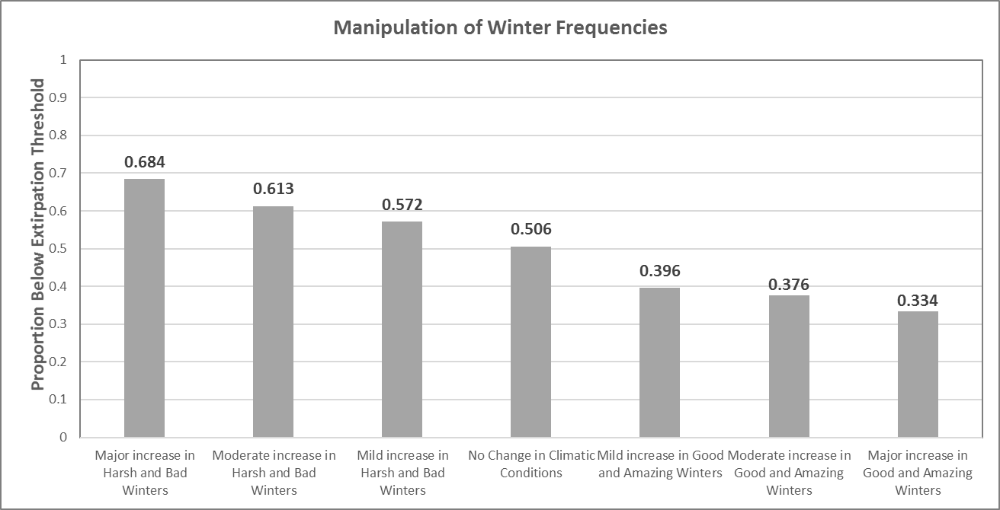 Manipulation of Winter Frequencies
Proportion Below Extirpation Threshold
1
0.9
0.8
0.7
0.6
0.5
0.4
0.3
0.2
0.1
0
0.684
0.613
0.572
0.506
0.396
0.376
0.334
Major increase in
Harsh and Bad
Winters
Moderate increase in
Harsh and Bad
Winters
Mild increase in
Harsh and Bad
Winters
No Change in Climatic
Conditions
Mild increase in Good
and Amazing Winters
Moderate increase in
Good and Amazing
Winters
Major increase in
Good and Amazing
Winters